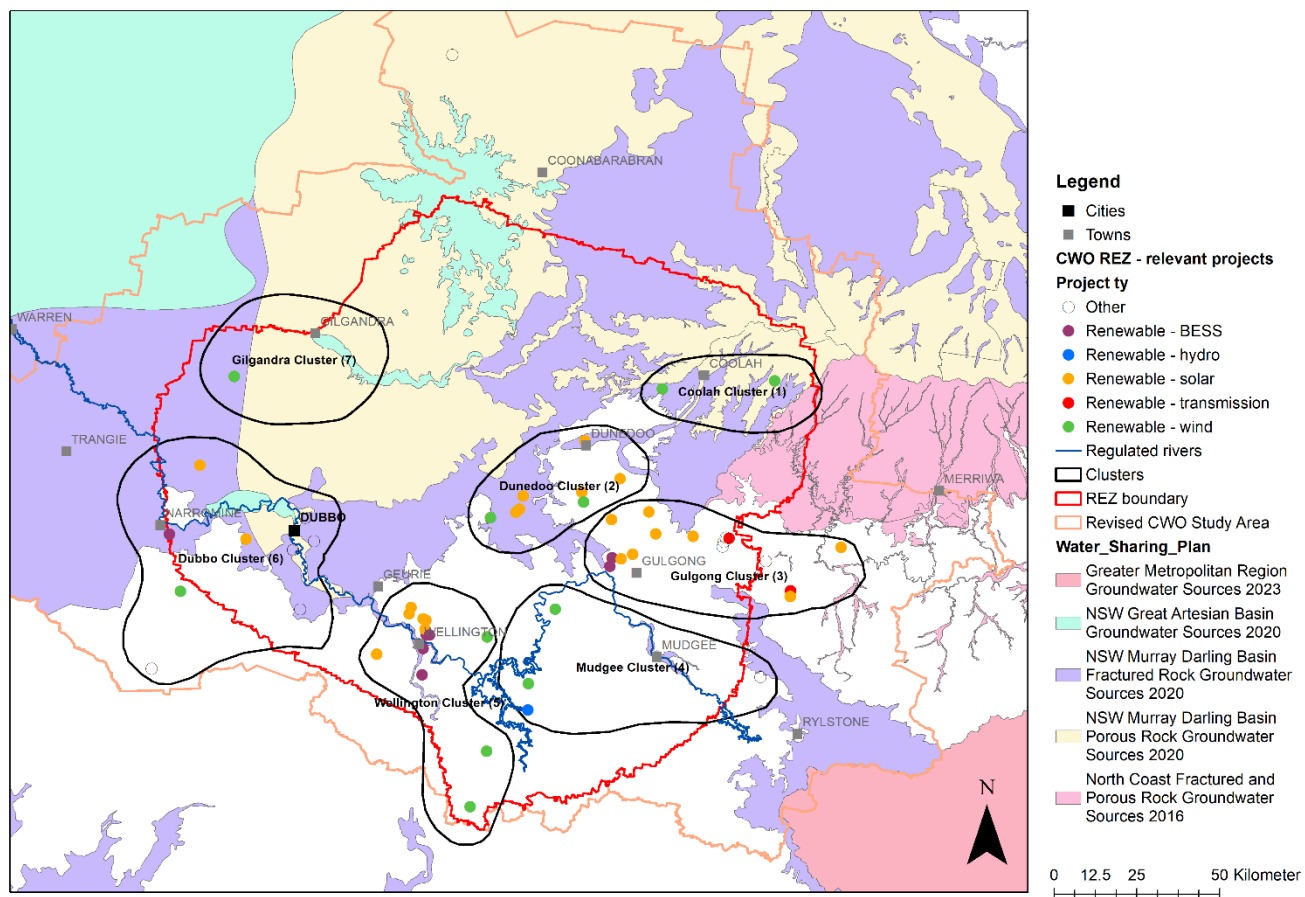 COONABARABRAN
WARREN
GILGANDRA
Gilgandra Cluster (7)
COOLAH
Coolah Cluster (1)
TRANGIE
DUNEDOO
Dunedoo Cluster (2)
MERRIWA
NARROMINE
DUBBO
Dubbo Cluster (6)
GULGONG
Gulgong Cluster (3)
GEURIE
WELLINGTON
MUDGEE
Mudgee Cluster (4)
Wellington Cluster (5)
RYLSTONE
N
Legend
Cities
Towns
CWO REZ - relevant projects
Project ty
Other
Renewable - BESS
Renewable - hydro
Renewable - solar
Renewable - transmission
Renewable - wind
Regulated rivers
Clusters
REZ boundary
Revised CWO Study Area
Water_Sharing_Plan
Greater Metropolitan Region
Groundwater Sources 2023
NSW Great Artesian Basin
Groundwater Sources 2020
NSW Murray Darling Basin
Fractured Rock Groundwater
Sources 2020
NSW Murray Darling Basin
Porous Rock Groundwater
Sources 2020
North Coast Fractured and
Porous Rock Groundwater
Sources 2016
0 12.5 25 50 Kilometer